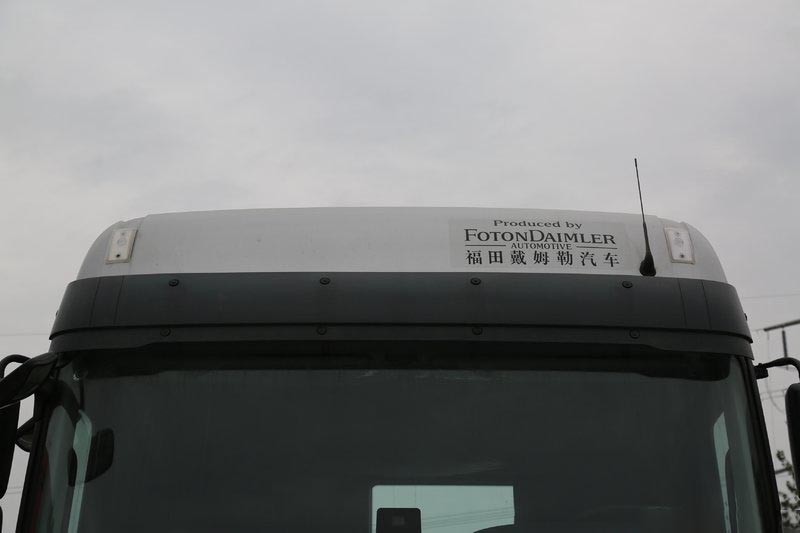 Produced by
FOTONDAIMLER
AUTOMOTIVE
福田戴姆勒汽车